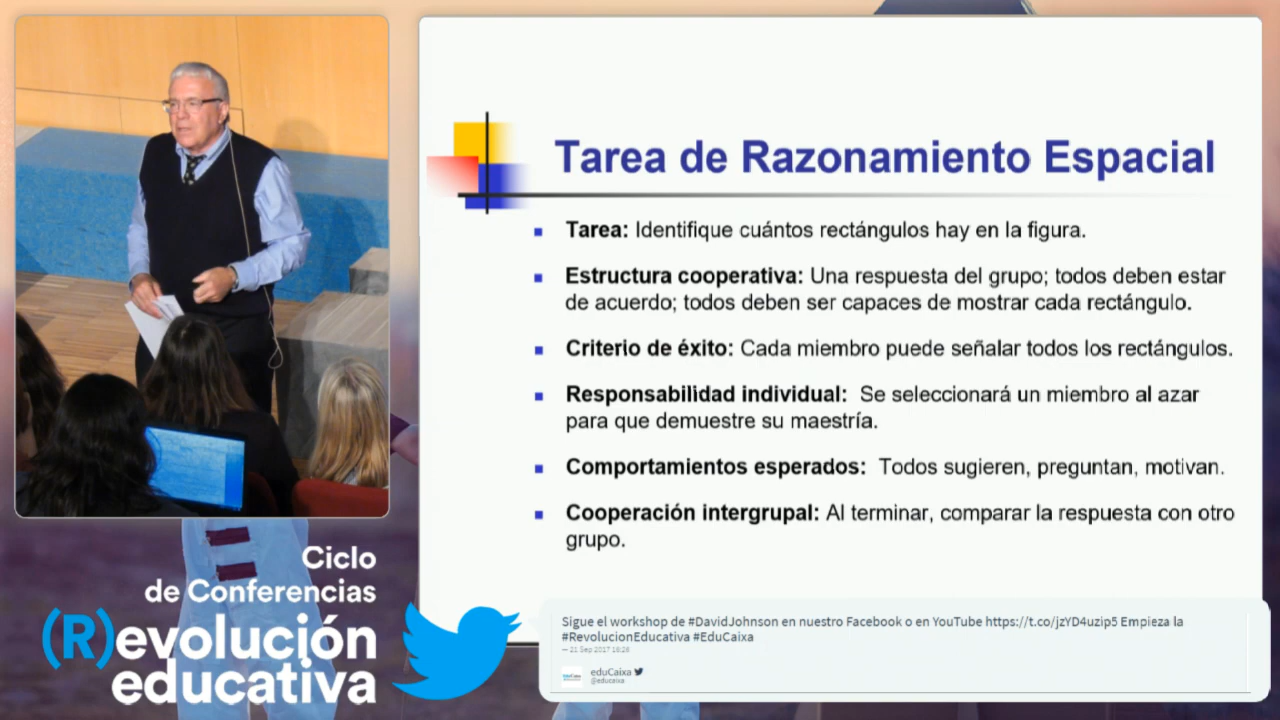 Tarea de Razonamiento Espacial
Tarea: Identifique cuántos rectángulos hay en la figura.
Estructura cooperativa: Una respuesta del grupo; todos deben estar
de acuerdo; todos deben ser capaces de mostrar cada rectángulo.
Criterio de éxito: Cada miembro puede señalar todos los rectángulos.
Responsabilidad individual: Se seleccionará un miembro al azar
para que demuestre su maestría.
Comportamientos esperados: Todos sugieren, preguntan, motivan.
Cooperación intergrupal: Al terminar, comparar la respuesta con otro
grupo.
Ciclo
de Conferencias
(R)evolución
educativa
Sigue el workshop de #DavidJohnson en nuestro Facebook o en YouTube https://t.co/jzYD4uzip5 Empieza la
#RevolucionEducativa #EduCaixa
— 21 Sep 2017 16:26
eduCaixa
@educaixa